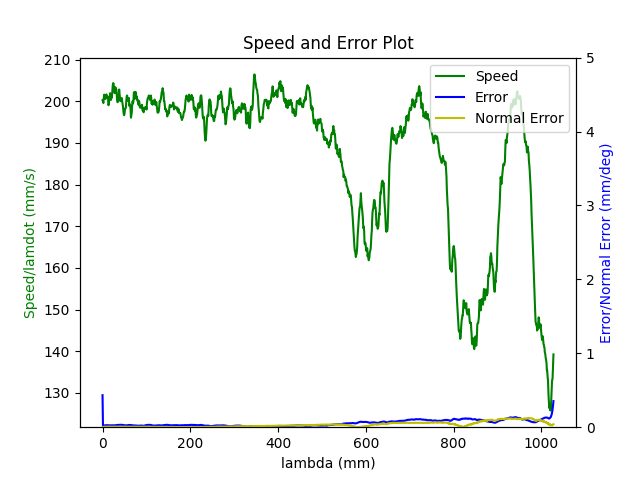 Speed and Error Plot
Speed
Error
Normal Error
Speed/lamdot (mm/s)
210
200
190
180
170
160
150
140
130
5
4
3
2
1
0
Error/Normal Error (mm/deg)
0 200 400 600 800 1000
lambda (mm)